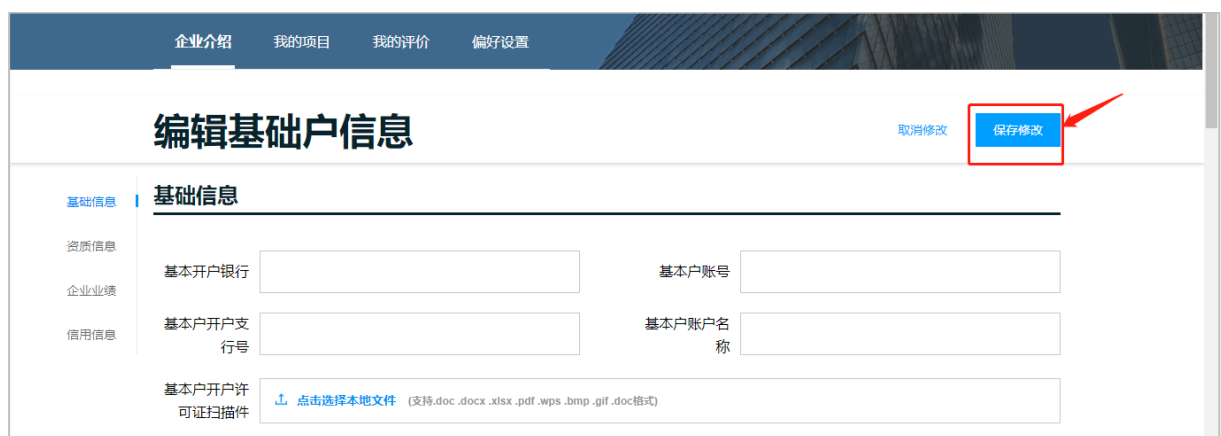 企业介绍 我的项目 我的评价 偏好设置
编辑基础户信息
取消修改 保存修改
基础信息 基础信息
资质信息
企业业绩
信用信息
基本开户银行 基本户账号
基本户开户支
行号
基本户账户名
称
基本户开户许
可证扫描件
点击选择本地文件 (支持.doc .docx .xlsx .pdf .wps .bmp .gif .doc格式)